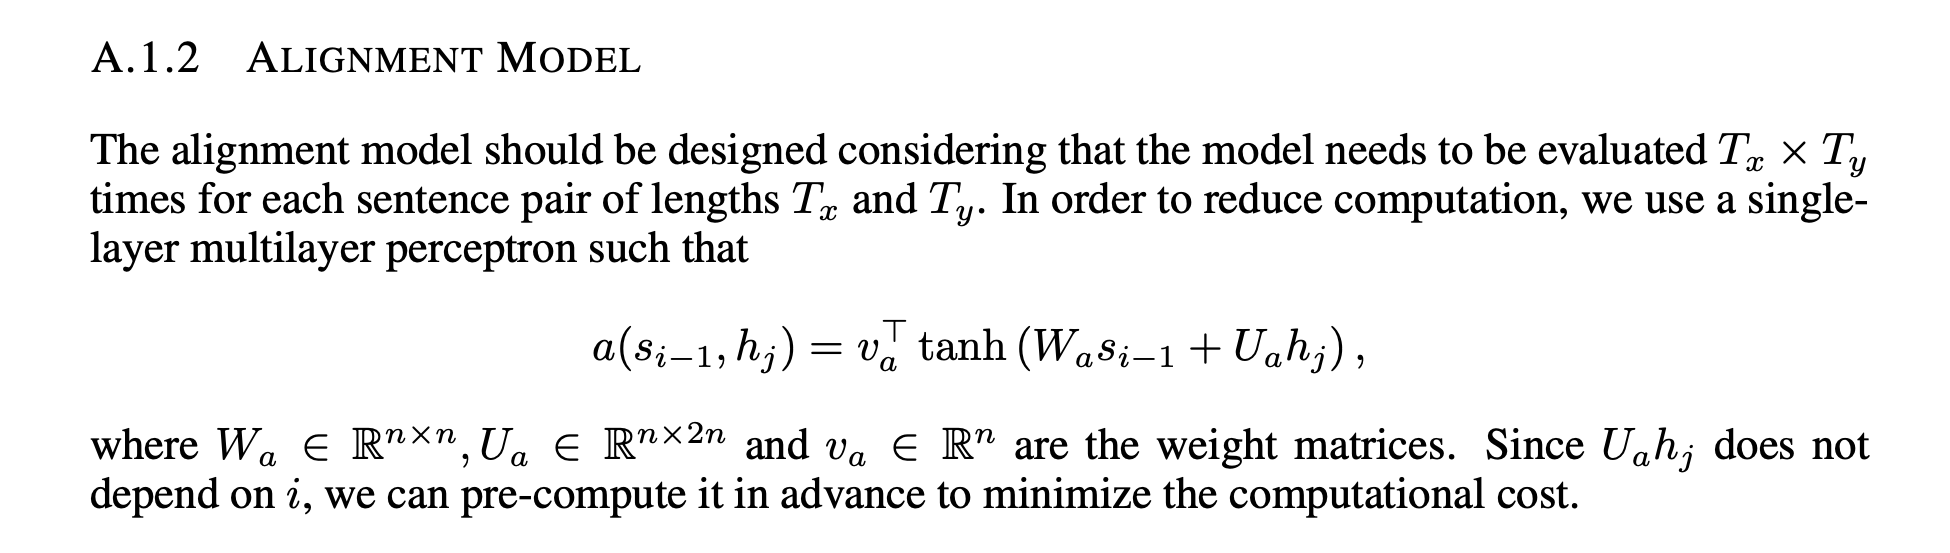 A.1.2 ALIGNMENT MODEL
The alignment model should be designed considering that the model needs to be evaluated T_x × T_y
times for each sentence pair of lengths T_x and T_y. In order to reduce computation, we use a single-
layer multilayer perceptron such that
a(s_{i−1}, h_j) = v_a^⊤ tanh (W_a s_{i−1} + U_a h_j) ,
where W_a ∈ ℝ^{n×n}, U_a ∈ ℝ^{n×2n} and v_a ∈ ℝ^n are the weight matrices. Since U_a h_j does not
depend on i, we can pre-compute it in advance to minimize the computational cost.